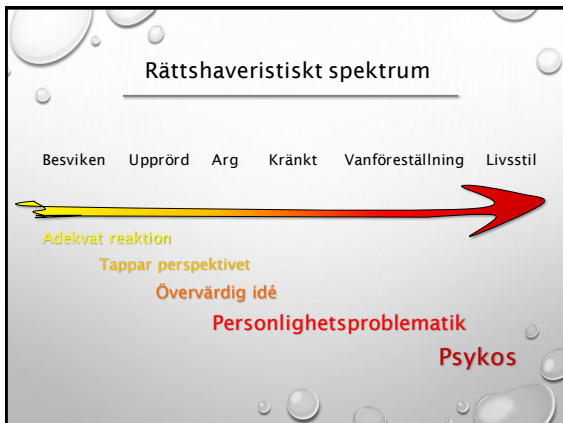 Rättshaveristiskt spektrum
Besviken Upprörd Arg Kränkt Vanföreställning Livsstil
Adekvat reaktion
Tappar perspektivet
Övervärdig idé
Personlighetsproblematik
Psykos